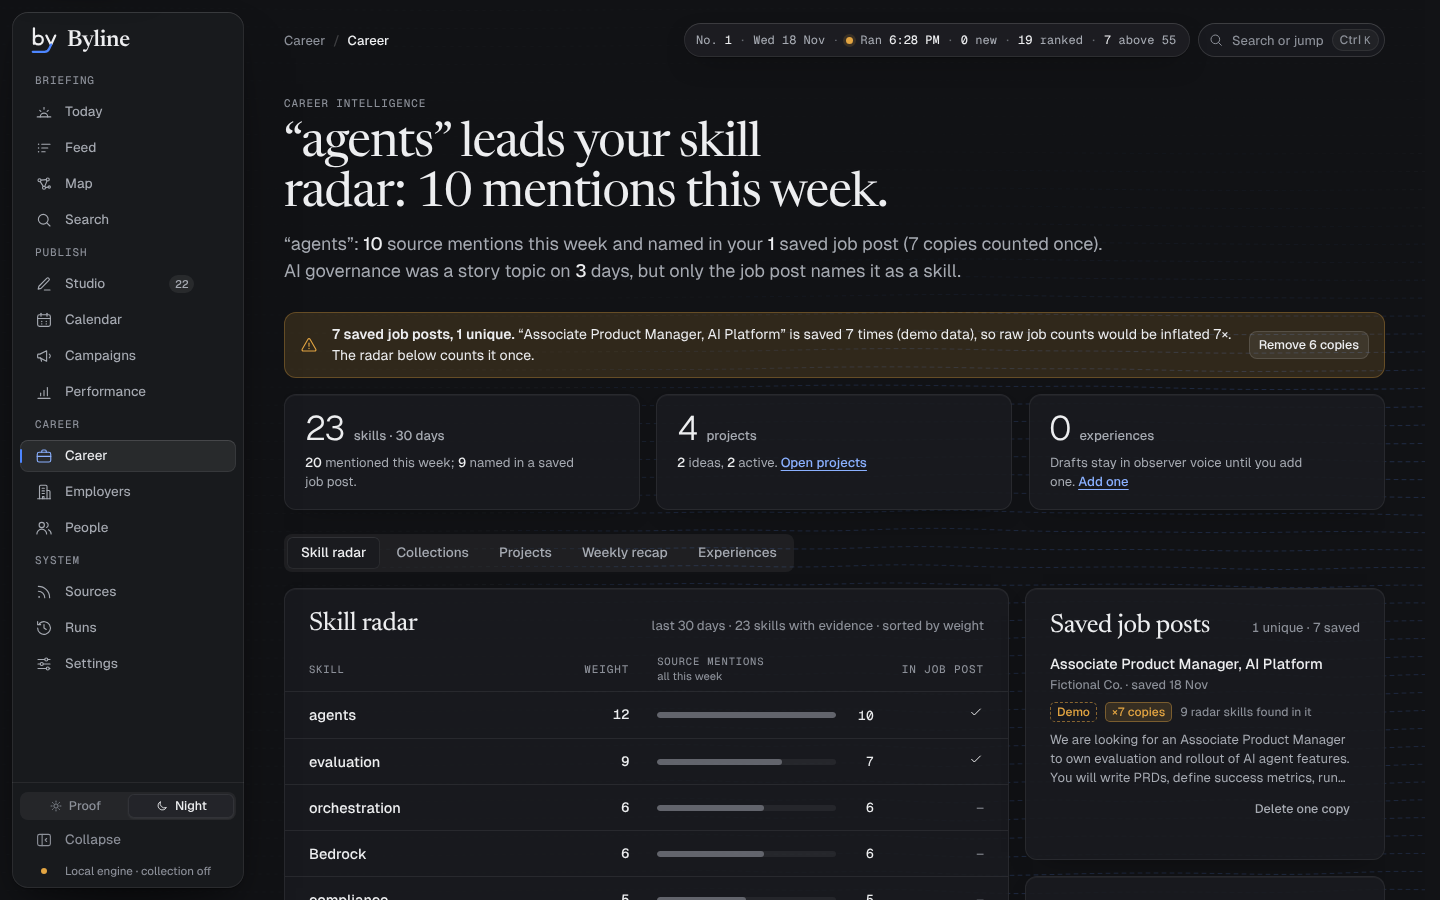 by Byline
BRIEFING
Today
Feed
Map
Search
PUBLISH
Studio 22
Calendar
Campaigns
Performance
CAREER
Career
Employers
People
SYSTEM
Sources
Runs
Settings
Proof Night
Collapse
Local engine · collection off
Career / Career
No. 1 · Wed 18 Nov · Ran 6:28 PM · 0 new · 19 ranked · 7 above 55
Search or jump Ctrl K
CAREER INTELLIGENCE
“agents” leads your skill
radar: 10 mentions this week.
“agents”: 10 source mentions this week and named in your 1 saved job post (7 copies counted once).
AI governance was a story topic on 3 days, but only the job post names it as a skill.
7 saved job posts, 1 unique. “Associate Product Manager, AI Platform” is saved 7 times (demo data), so raw job counts would be inflated 7×.
The radar below counts it once.
Remove 6 copies
23 skills · 30 days
20 mentioned this week; 9 named in a saved
job post.
4 projects
2 ideas, 2 active. Open projects
0 experiences
Drafts stay in observer voice until you add
one. Add one
Skill radar Collections Projects Weekly recap Experiences
Skill radar
last 30 days · 23 skills with evidence · sorted by weight
SKILL WEIGHT SOURCE MENTIONS IN JOB POST
all this week
agents 12 10 ✓
evaluation 9 7 ✓
orchestration 6 6 –
Bedrock 6 6 –
compliance 5 5 –
Saved job posts
1 unique · 7 saved
Associate Product Manager, AI Platform
Fictional Co. · saved 18 Nov
Demo ×7 copies 9 radar skills found in it
We are looking for an Associate Product Manager
to own evaluation and rollout of AI agent features.
You will write PRDs, define success metrics, run…
Delete one copy